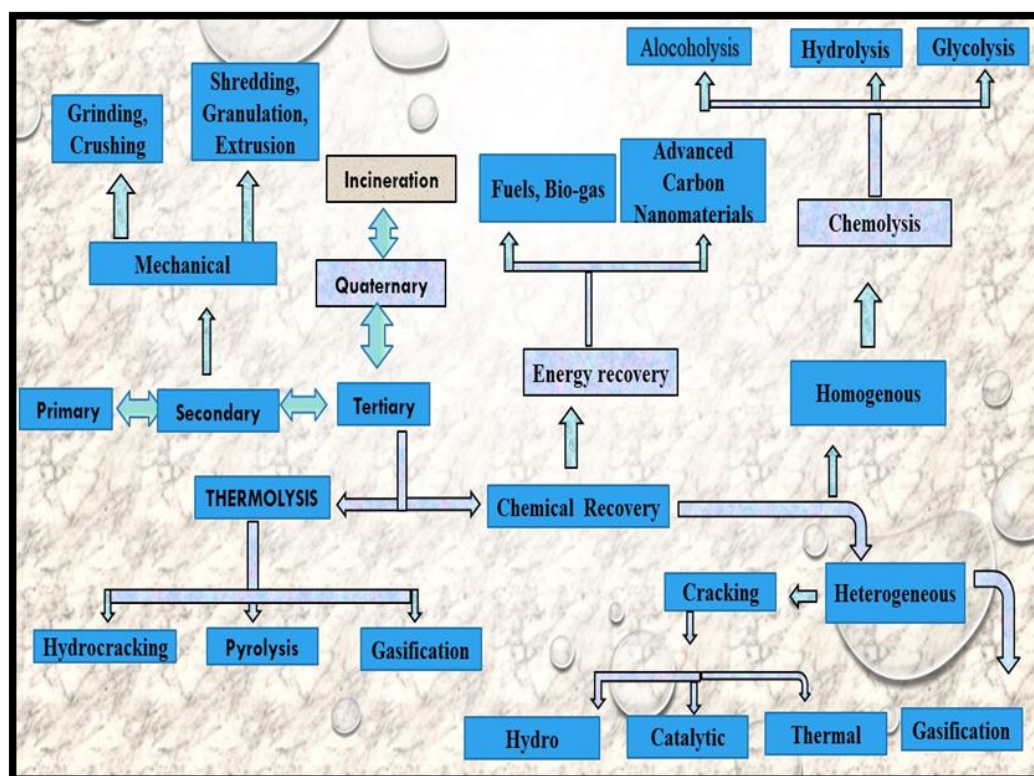 Alocoholysis
Hydrolysis
Glycolysis
Grinding,
Crushing
Shredding,
Granulation,
Extrusion
Incineration
Fuels, Bio-gas
Advanced
Carbon
Nanomaterials
Chemolysis
Mechanical
Quaternary
Energy recovery
Homogenous
Primary
Secondary
Tertiary
THERMOLYSIS
Chemical Recovery
Cracking
Heterogeneous
Hydrocracking
Pyrolysis
Gasification
Hydro
Catalytic
Thermal
Gasification